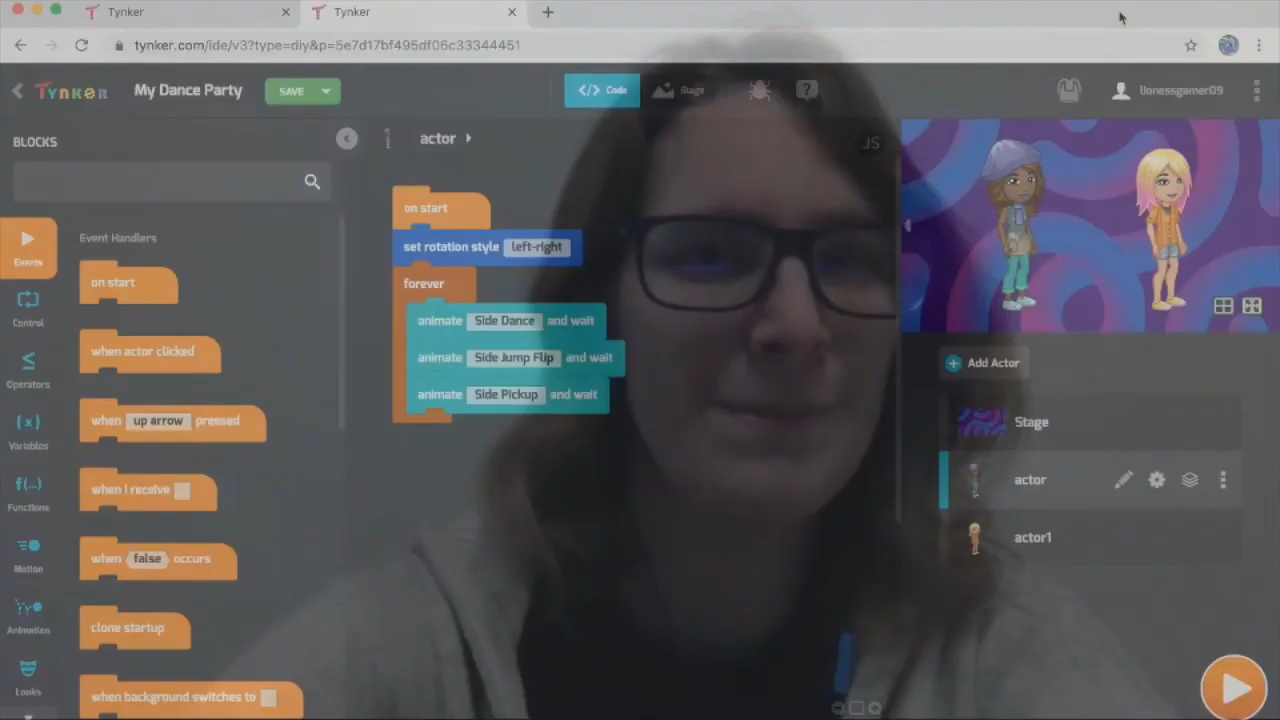 Tynker
Tynker
tynker.com/ide/v3?type=diy&p=5e7d17bf495df06c33344451
TYNKER
My Dance Party
SAVE
</> Code
Stage
?
lionessgamer09
BLOCKS
actor
JS
Events
Control
Operators
Variables
Functions
Motion
Animation
Looks
Event Handlers
on start
when actor clicked
when up arrow pressed
when I receive
when false occurs
clone startup
when background switches to
on start
set rotation style left-right
forever
animate Side Dance and wait
animate Side Jump Flip and wait
animate Side Pickup and wait
Add Actor
Stage
actor
actor1